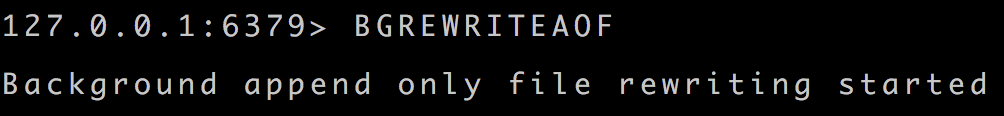 127.0.0.1:6379> BGREWRITEAOF
Background append only file rewriting started